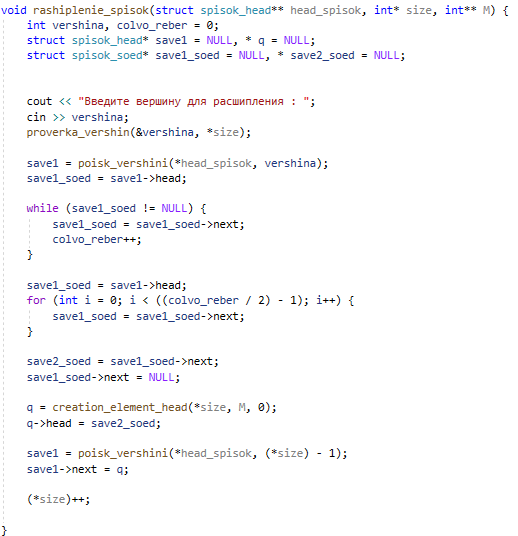 void rashiplenie_spisok(struct spisok_head** head_spisok, int* size, int** M) {
int vershina, colvo_reber = 0;
struct spisok_head* save1 = NULL, * q = NULL;
struct spisok_soed* save1_soed = NULL, * save2_soed = NULL;
cout << "Введите вершину для расшипления : ";
cin >> vershina;
proverka_vershin(&vershina, *size);
save1 = poisk_vershini(*head_spisok, vershina);
save1_soed = save1->head;
while (save1_soed != NULL) {
save1_soed = save1_soed->next;
colvo_reber++;
}
save1_soed = save1->head;
for (int i = 0; i < ((colvo_reber / 2) - 1); i++) {
save1_soed = save1_soed->next;
}
save2_soed = save1_soed->next;
save1_soed->next = NULL;
q = creation_element_head(*size, M, 0);
q->head = save2_soed;
save1 = poisk_vershini(*head_spisok, (*size) - 1);
save1->next = q;
(*size)++;
}